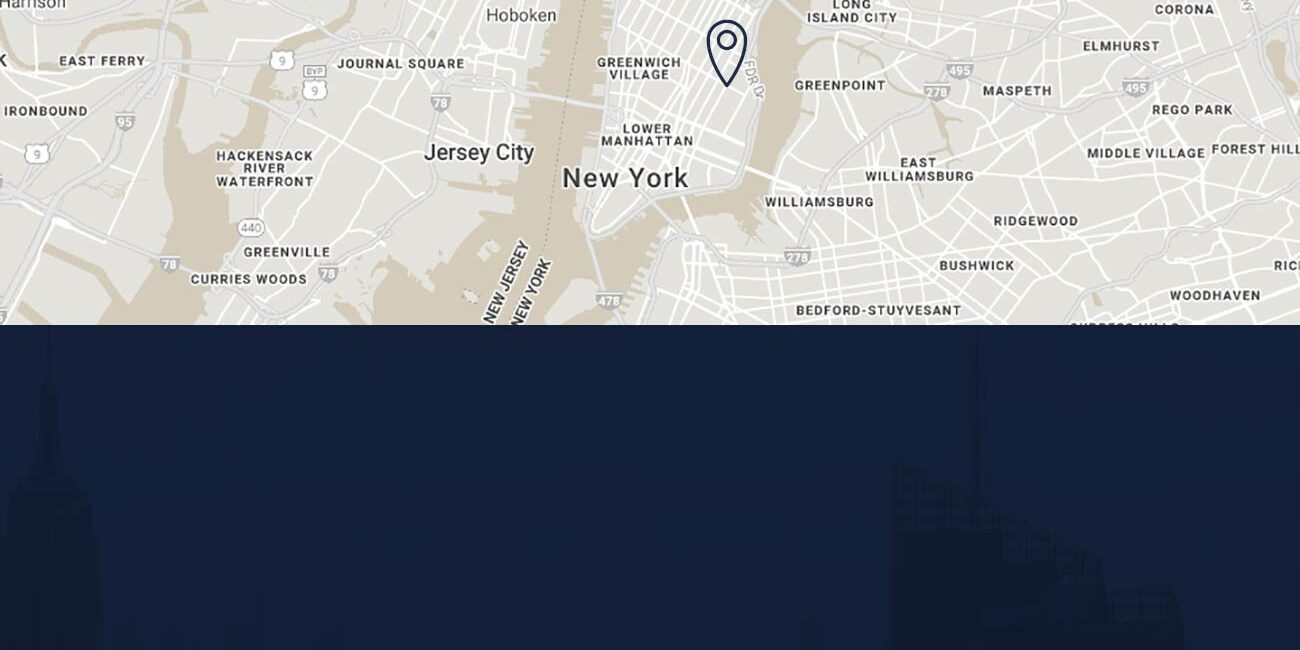 Harrison
Hoboken
LONG
ISLAND CITY
CORONA
EAST FERRY
9
BYP
9
JOURNAL SQUARE
GREENWICH
VILLAGE
FDR Dr
GREENPOINT
ELMHURST
495
278
MASPETH
495
IRONBOUND
95
78
REGO PARK
9
HACKENSACK
RIVER
WATERFRONT
Jersey City
LOWER
MANHATTAN
New York
EAST
WILLIAMSBURG
MIDDLE VILLAGE
FOREST HILL
WILLIAMSBURG
440
RIDGEWOOD
GREENVILLE
78
CURRIES WOODS
78
NEW JERSEY
NEW YORK
278
BUSHWICK
RIC
478
WOODHAVEN
BEDFORD-STUYVESANT